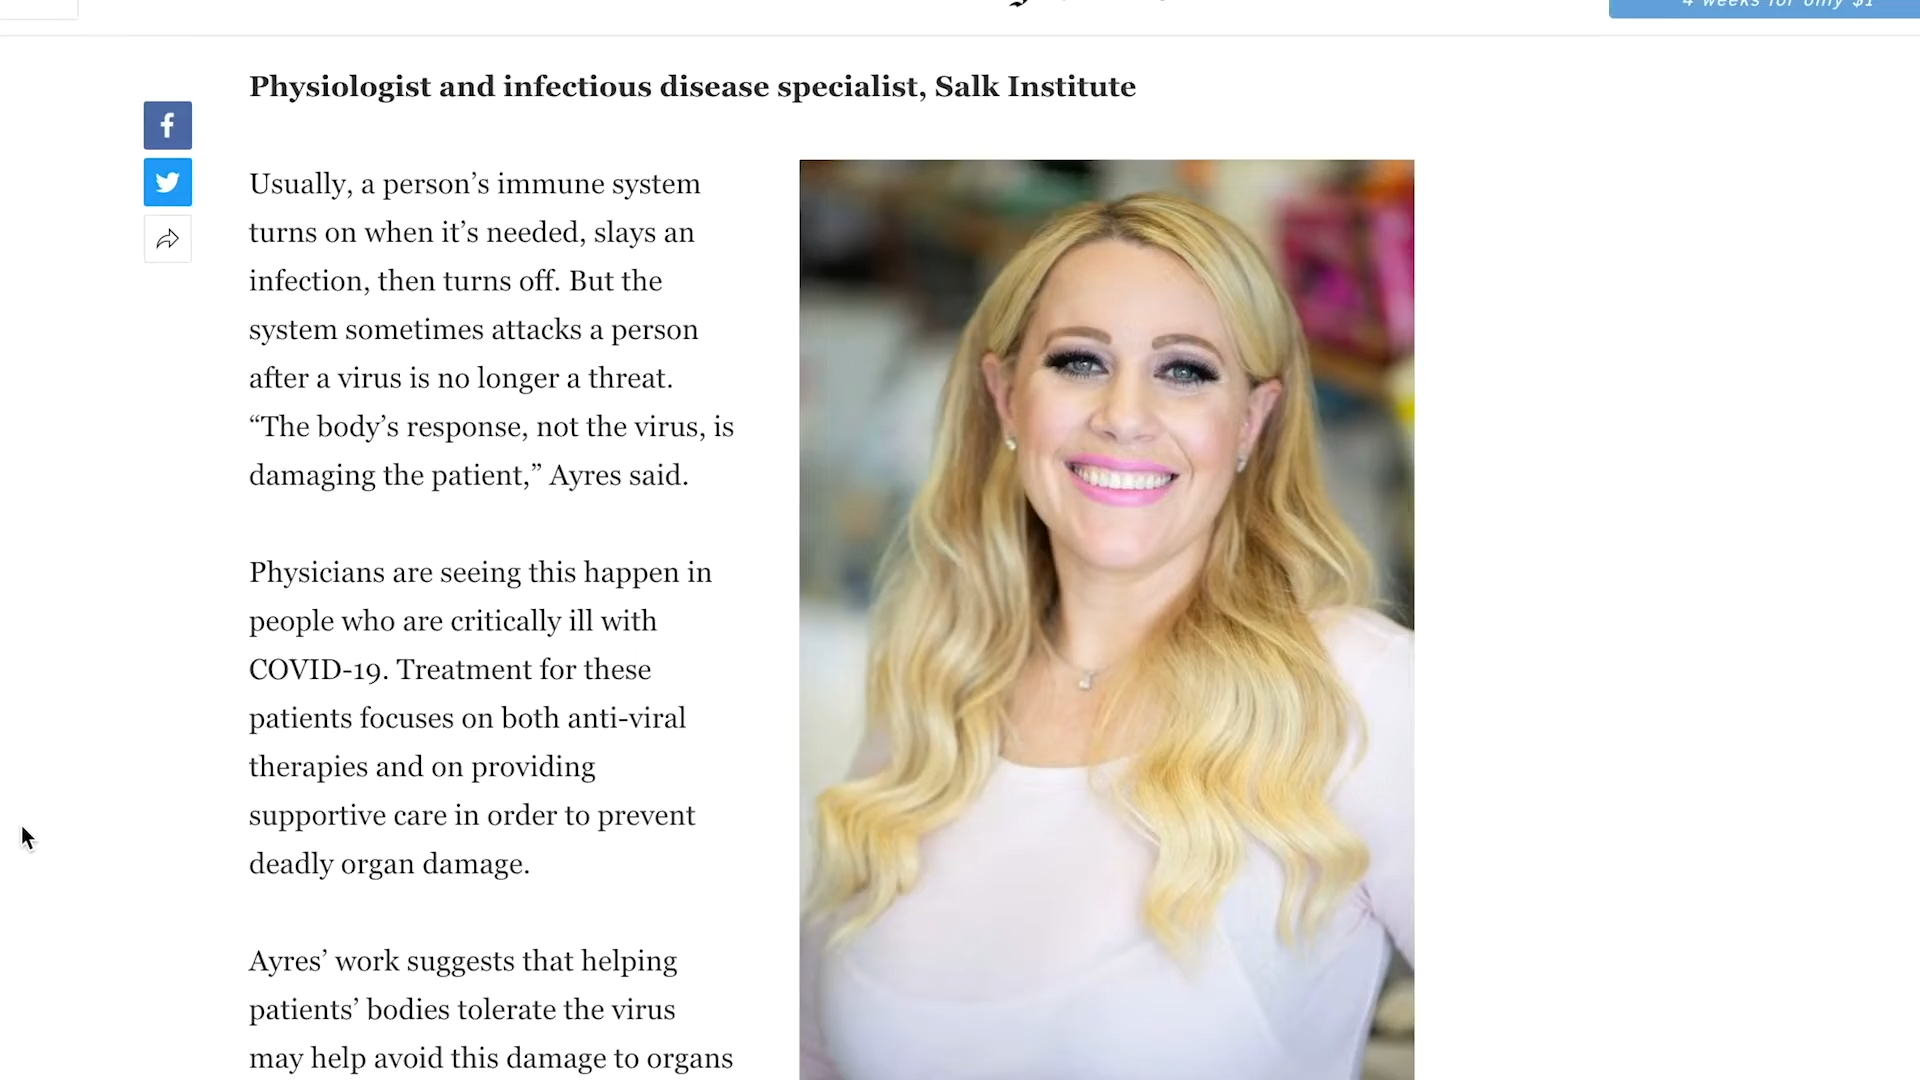 4 weeks for only $1
Physiologist and infectious disease specialist, Salk Institute
Usually, a person’s immune system
turns on when it’s needed, slays an
infection, then turns off. But the
system sometimes attacks a person
after a virus is no longer a threat.
“The body’s response, not the virus, is
damaging the patient,” Ayres said.
Physicians are seeing this happen in
people who are critically ill with
COVID-19. Treatment for these
patients focuses on both anti-viral
therapies and on providing
supportive care in order to prevent
deadly organ damage.
Ayres’ work suggests that helping
patients’ bodies tolerate the virus
may help avoid this damage to organs